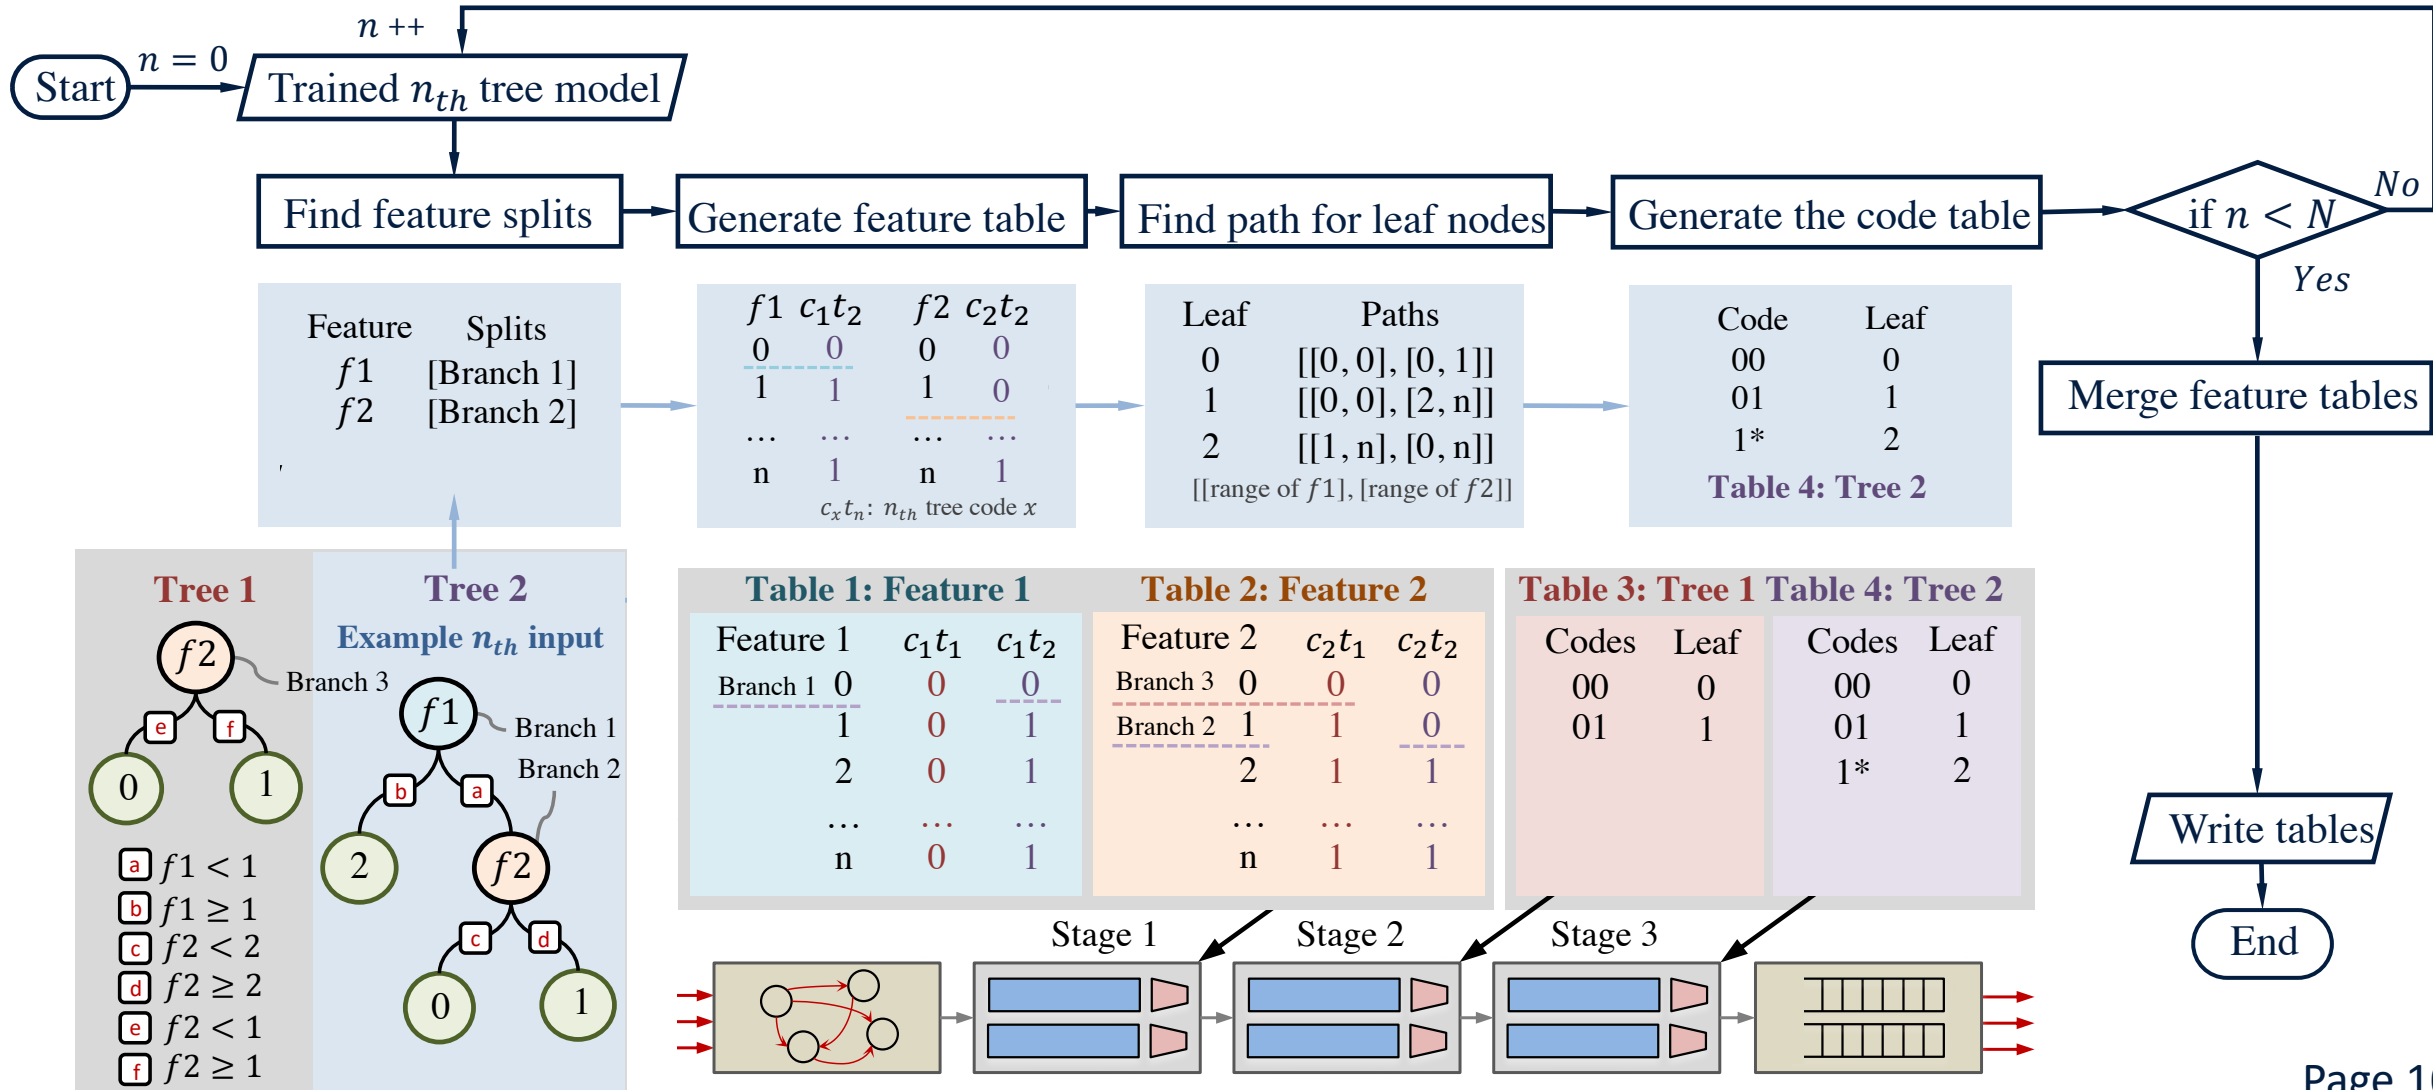 n ++
n = 0
Start
Trained n_th tree model
No
Find feature splits
Generate feature table
Find path for leaf nodes
Generate the code table
if n < N
Yes
Feature Splits
f1 [Branch 1]
f2 [Branch 2]
f1 c₁t₂ f2 c₂t₂
0 0 0 0
1 1 1 0
... ... ... ...
n 1 n 1
c_x t_n: n_th tree code x
Leaf Paths
0 [[0, 0], [0, 1]]
1 [[0, 0], [2, n]]
2 [[1, n], [0, n]]
[[range of f1], [range of f2]]
Code Leaf
00 0
01 1
1* 2
Table 4: Tree 2
Merge feature tables
Write tables
End
Tree 1
f2
Branch 3
e f
0 1
a f1 < 1
b f1 ≥ 1
c f2 < 2
d f2 ≥ 2
e f2 < 1
f f2 ≥ 1
Tree 2
Example n_th input
f1
Branch 1
Branch 2
b a
2 f2
c d
0 1
Table 1: Feature 1
Feature 1 c₁t₁ c₁t₂
Branch 1 0 0 0
1 0 1
2 0 1
... ... ...
n 0 1
Table 2: Feature 2
Feature 2 c₂t₁ c₂t₂
Branch 3 0 0 0
Branch 2 1 1 0
2 1 1
... ... ...
n 1 1
Table 3: Tree 1
Codes Leaf
00 0
01 1
Table 4: Tree 2
Codes Leaf
00 0
01 1
1* 2
Stage 1 Stage 2 Stage 3